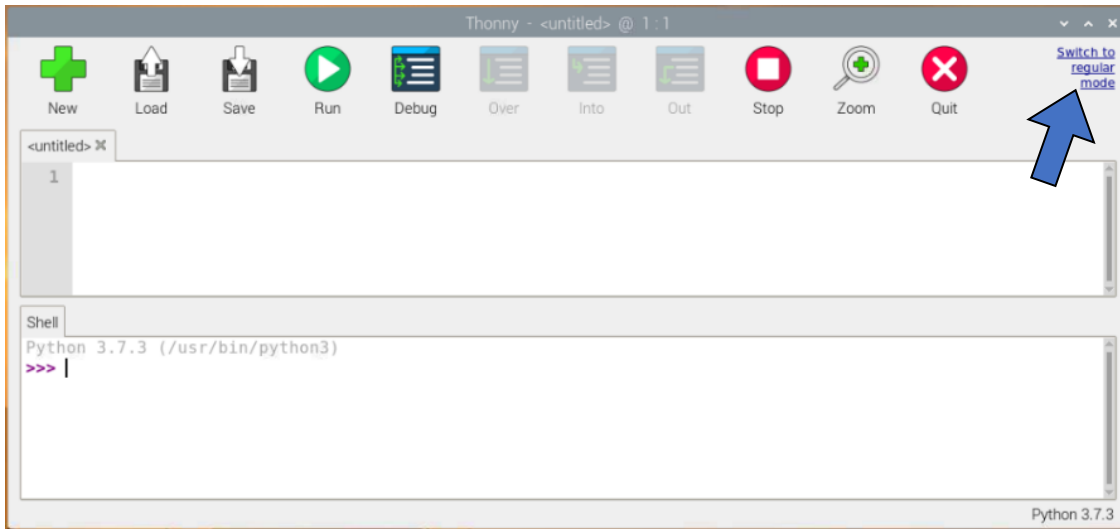 Thonny - <untitled> @ 1:1
Switch to
regular
mode
New Load Save Run Debug Over Into Out Stop Zoom Quit
<untitled>
1
Shell
Python 3.7.3 (/usr/bin/python3)
>>>
Python 3.7.3